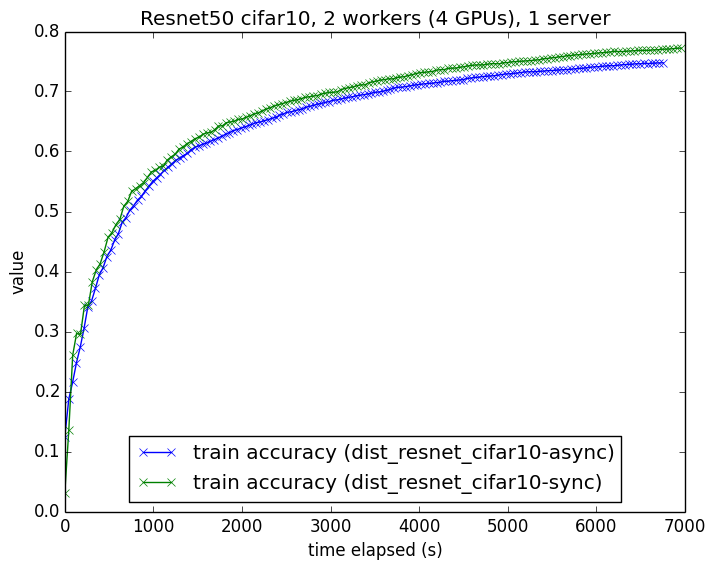 Resnet50 cifar10, 2 workers (4 GPUs), 1 server
0.8
0.7
0.6
0.5
0.4
0.3
0.2
0.1
0.0
value
train accuracy (dist_resnet_cifar10-async)
train accuracy (dist_resnet_cifar10-sync)
0 1000 2000 3000 4000 5000 6000 7000
time elapsed (s)